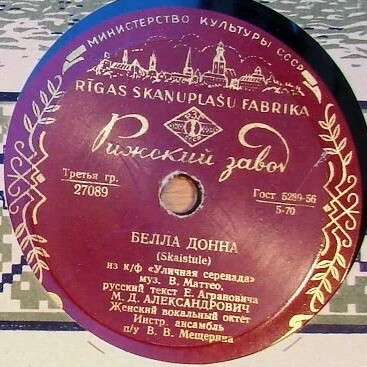 МИНИСТЕРСТВО КУЛЬТУРЫ СССР
RĪGAS SKAŅUPLAŠU FABRIKA
Рижский завод
Третья гр.
27089
Гост 5289-56
5-70
БЕЛЛА ДОННА
(Skaistule)
из к/ф «Уличная серенада»
муз. В. Маттео,
русский текст Е. Аграновича
М. Д. АЛЕКСАНДРОВИЧ
Женский вокальный октет
Инстр. ансамбль
п/у В. В. Мещерина